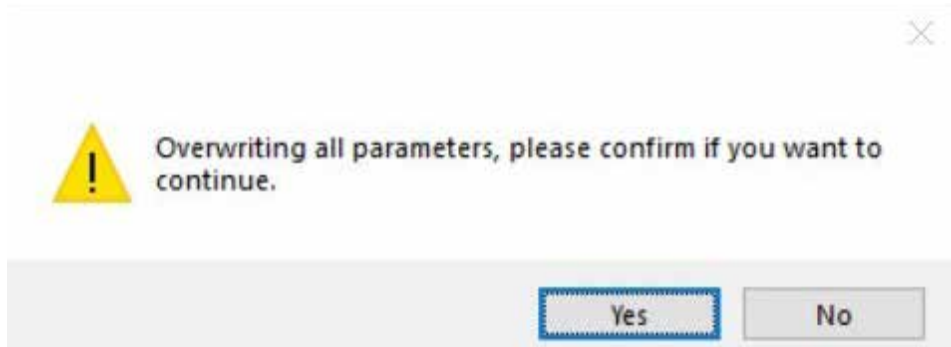 Overwriting all parameters, please confirm if you want to
continue.
Yes
No